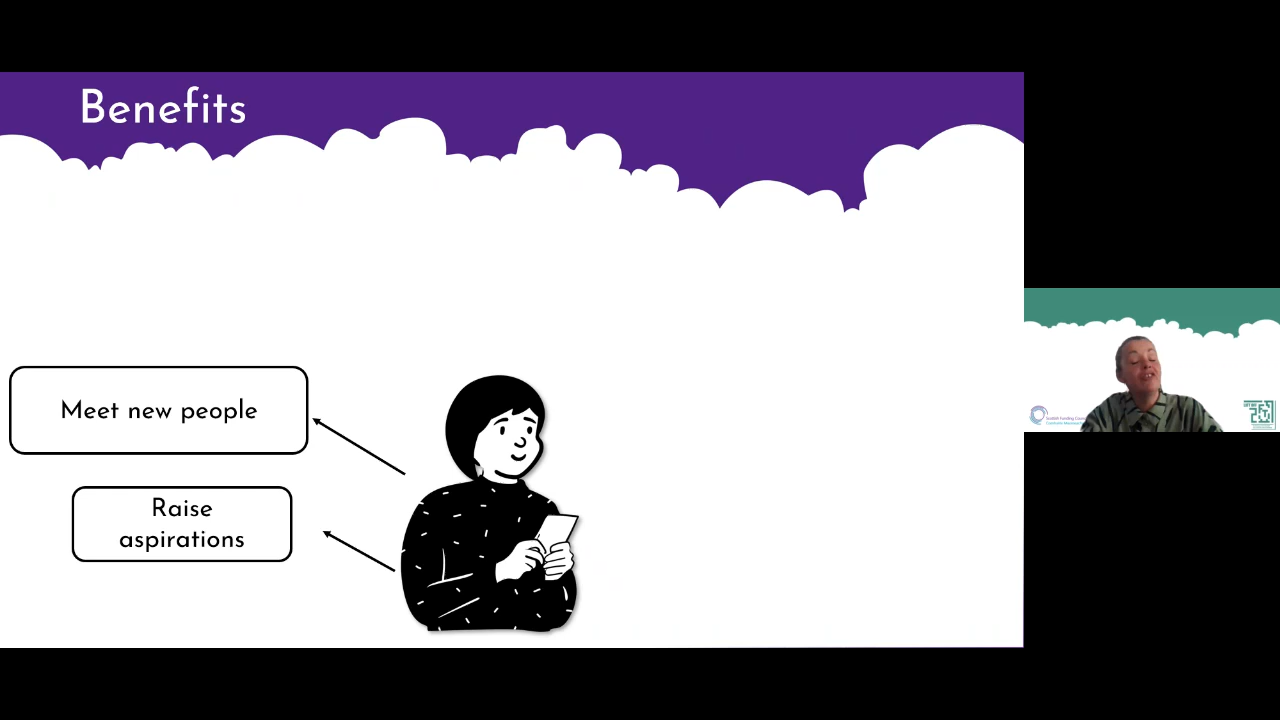 Benefits
Meet new people
Raise
aspirations